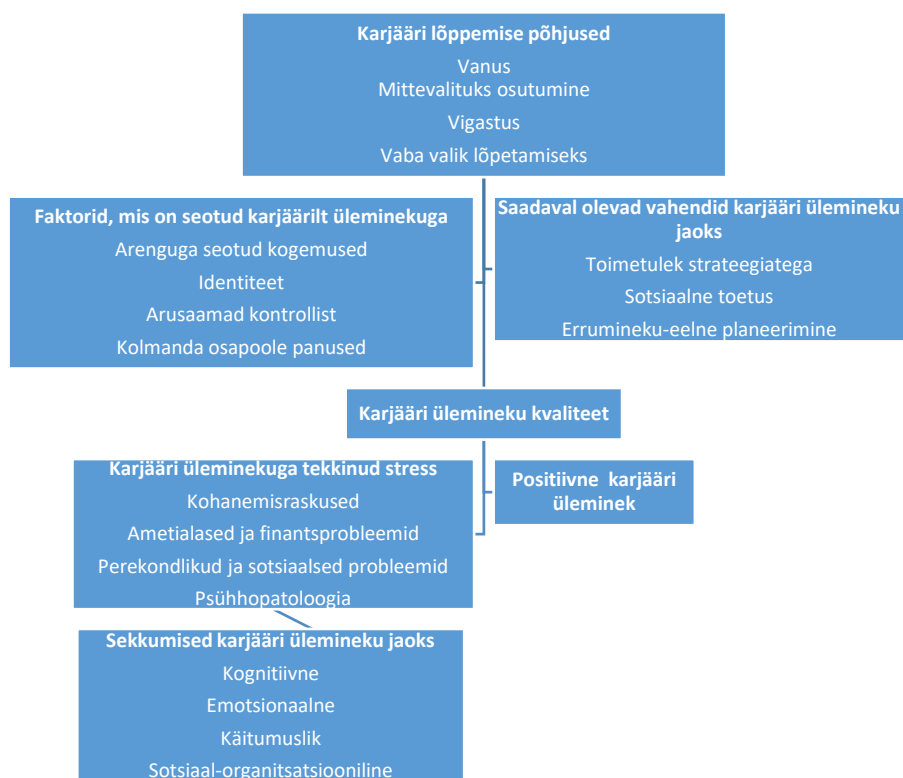 Karjääri lõppemise põhjused
Vanus
Mittevalituks osutumine
Vigastus
Vaba valik lõpetamiseks
Faktorid, mis on seotud karjäärilt üleminekuga
Arenguga seotud kogemused
Identiteet
Arusaamad kontrollist
Kolmanda osapoole panused
Saadaval olevad vahendid karjääri ülemineku
jaoks
Toimetulek strateegiatega
Sotsiaalne toetus
Errumineku-eelne planeerimine
Karjääri ülemineku kvaliteet
Karjääri üleminekuga tekkinud stress
Kohanemisraskused
Ametialased ja finantsprobleemid
Perekondlikud ja sotsiaalsed probleemid
Psühhopatoloogia
Positiivne karjääri
üleminek
Sekkumised karjääri ülemineku jaoks
Kognitiivne
Emotsionaalne
Käitumuslik
Sotsiaal-organitsatsiooniline